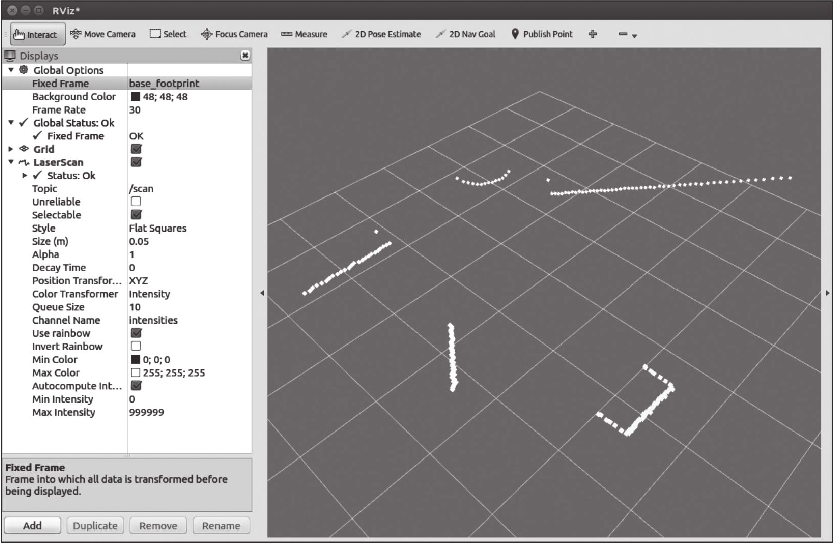 RViz*
Interact Move Camera Select Focus Camera Measure 2D Pose Estimate 2D Nav Goal Publish Point
Displays
Global Options
Fixed Frame base_footprint
Background Color 48; 48; 48
Frame Rate 30
Global Status: Ok
Fixed Frame OK
Grid
LaserScan
Status: Ok
Topic /scan
Unreliable
Selectable
Style Flat Squares
Size (m) 0.05
Alpha 1
Decay Time 0
Position Transfor... XYZ
Color Transformer Intensity
Queue Size 10
Channel Name intensities
Use rainbow
Invert Rainbow
Min Color 0; 0; 0
Max Color 255; 255; 255
Autocompute Int...
Min Intensity 0
Max Intensity 999999
Fixed Frame
Frame into which all data is transformed before
being displayed.
Add Duplicate Remove Rename